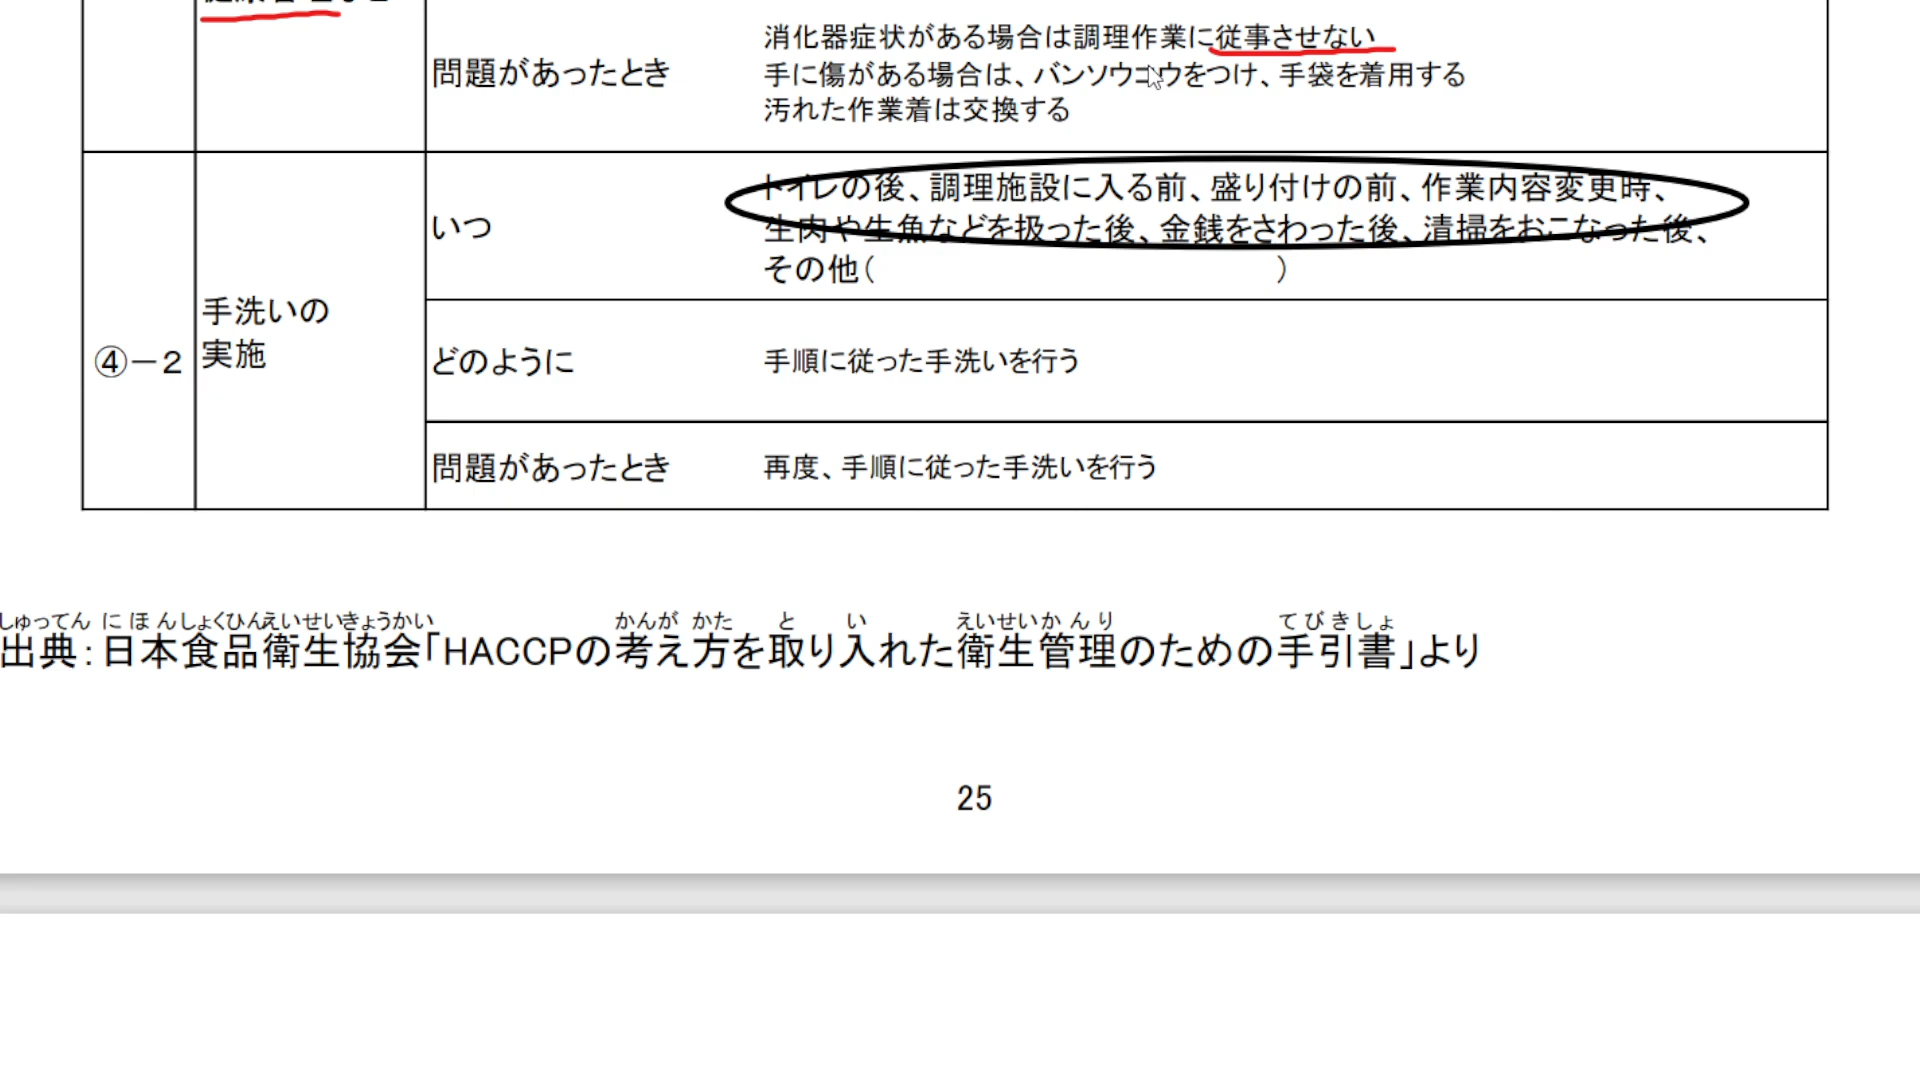 消化器症状がある場合は調理作業に従事させない
問題があったとき
手に傷がある場合は、バンソウコウをつけ、手袋を着用する
汚れた作業着は交換する
④－2
手洗いの
実施
いつ
トイレの後、調理施設に入る前、盛り付けの前、作業内容変更時、
生肉や生魚などを扱った後、金銭をさわった後、清掃をおこなった後、
その他（　　　　　　　　　　　　）
どのように
手順に従った手洗いを行う
問題があったとき
再度、手順に従った手洗いを行う
しゅってん にほんしょくひんえいせいきょうかい かんが かた と い えいせいかんり てびきしょ
出典：日本食品衛生協会「HACCPの考え方を取り入れた衛生管理のための手引書」より
25